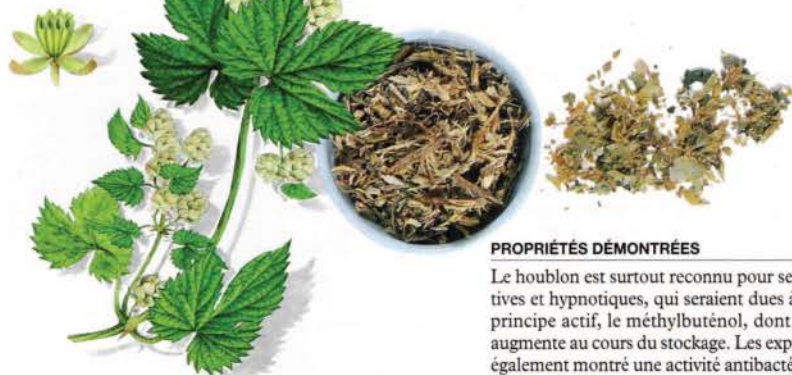 PROPRIÉTÉS DÉMONTRÉES
Le houblon est surtout reconnu pour se
tives et hypnotiques, qui seraient dues à
principe actif, le méthylbuténol, dont
augmente au cours du stockage. Les exp
également montré une activité antibacté